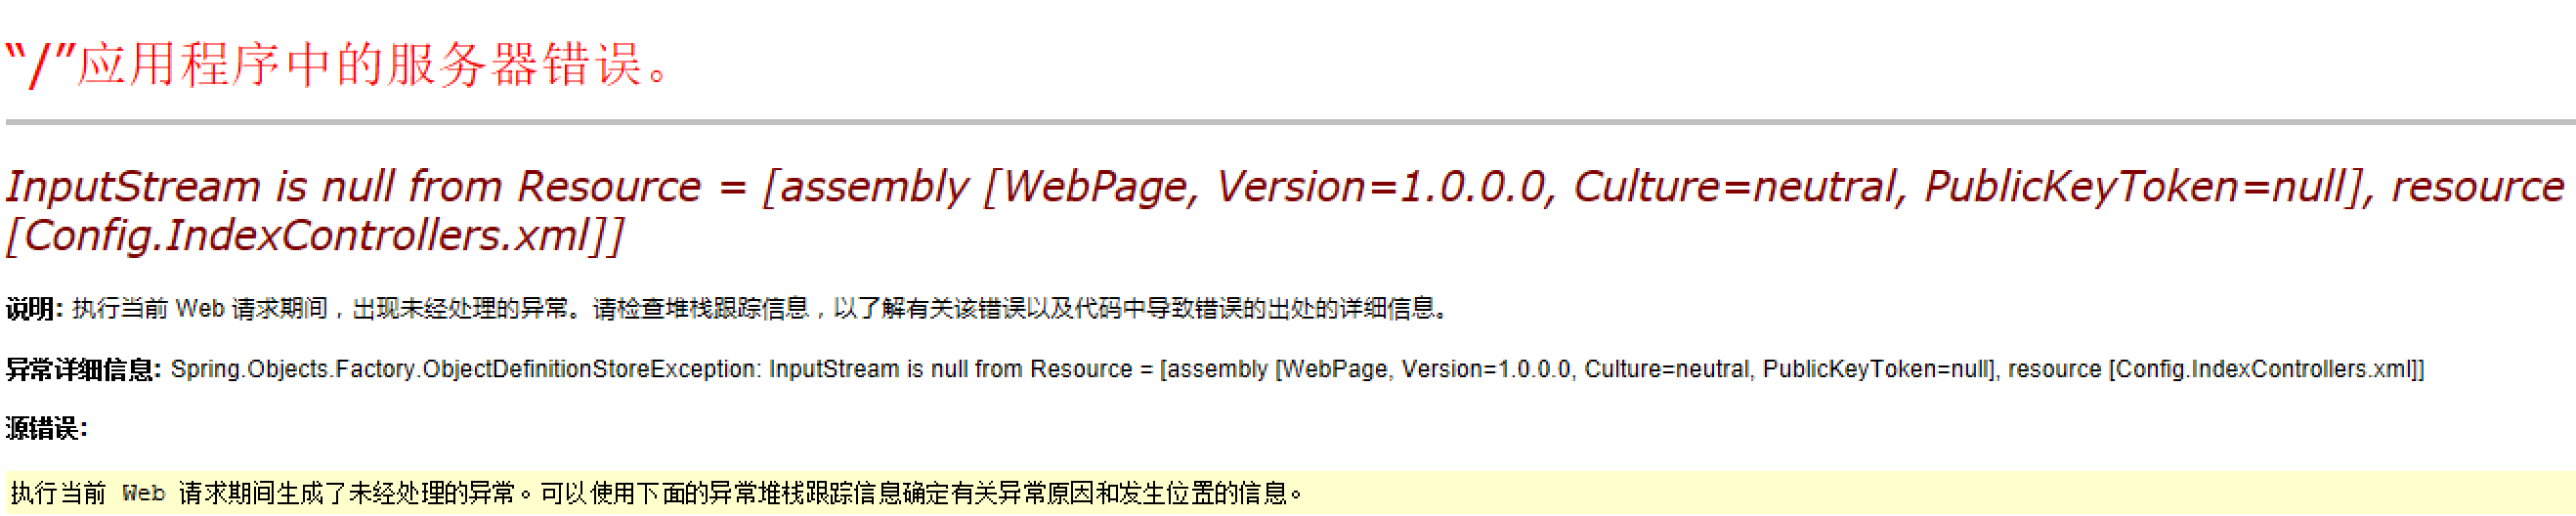 “/”应用程序中的服务器错误。
InputStream is null from Resource = [assembly [WebPage, Version=1.0.0.0, Culture=neutral, PublicKeyToken=null], resource
[Config.IndexControllers.xml]]
说明: 执行当前 Web 请求期间，出现未经处理的异常。请检查堆栈跟踪信息，以了解有关该错误以及代码中导致错误的出处的详细信息。
异常详细信息: Spring.Objects.Factory.ObjectDefinitionStoreException: InputStream is null from Resource = [assembly [WebPage, Version=1.0.0.0, Culture=neutral, PublicKeyToken=null], resource [Config.IndexControllers.xml]]
源错误:
执行当前 Web 请求期间生成了未经处理的异常。可以使用下面的异常堆栈跟踪信息确定有关异常原因和发生位置的信息。